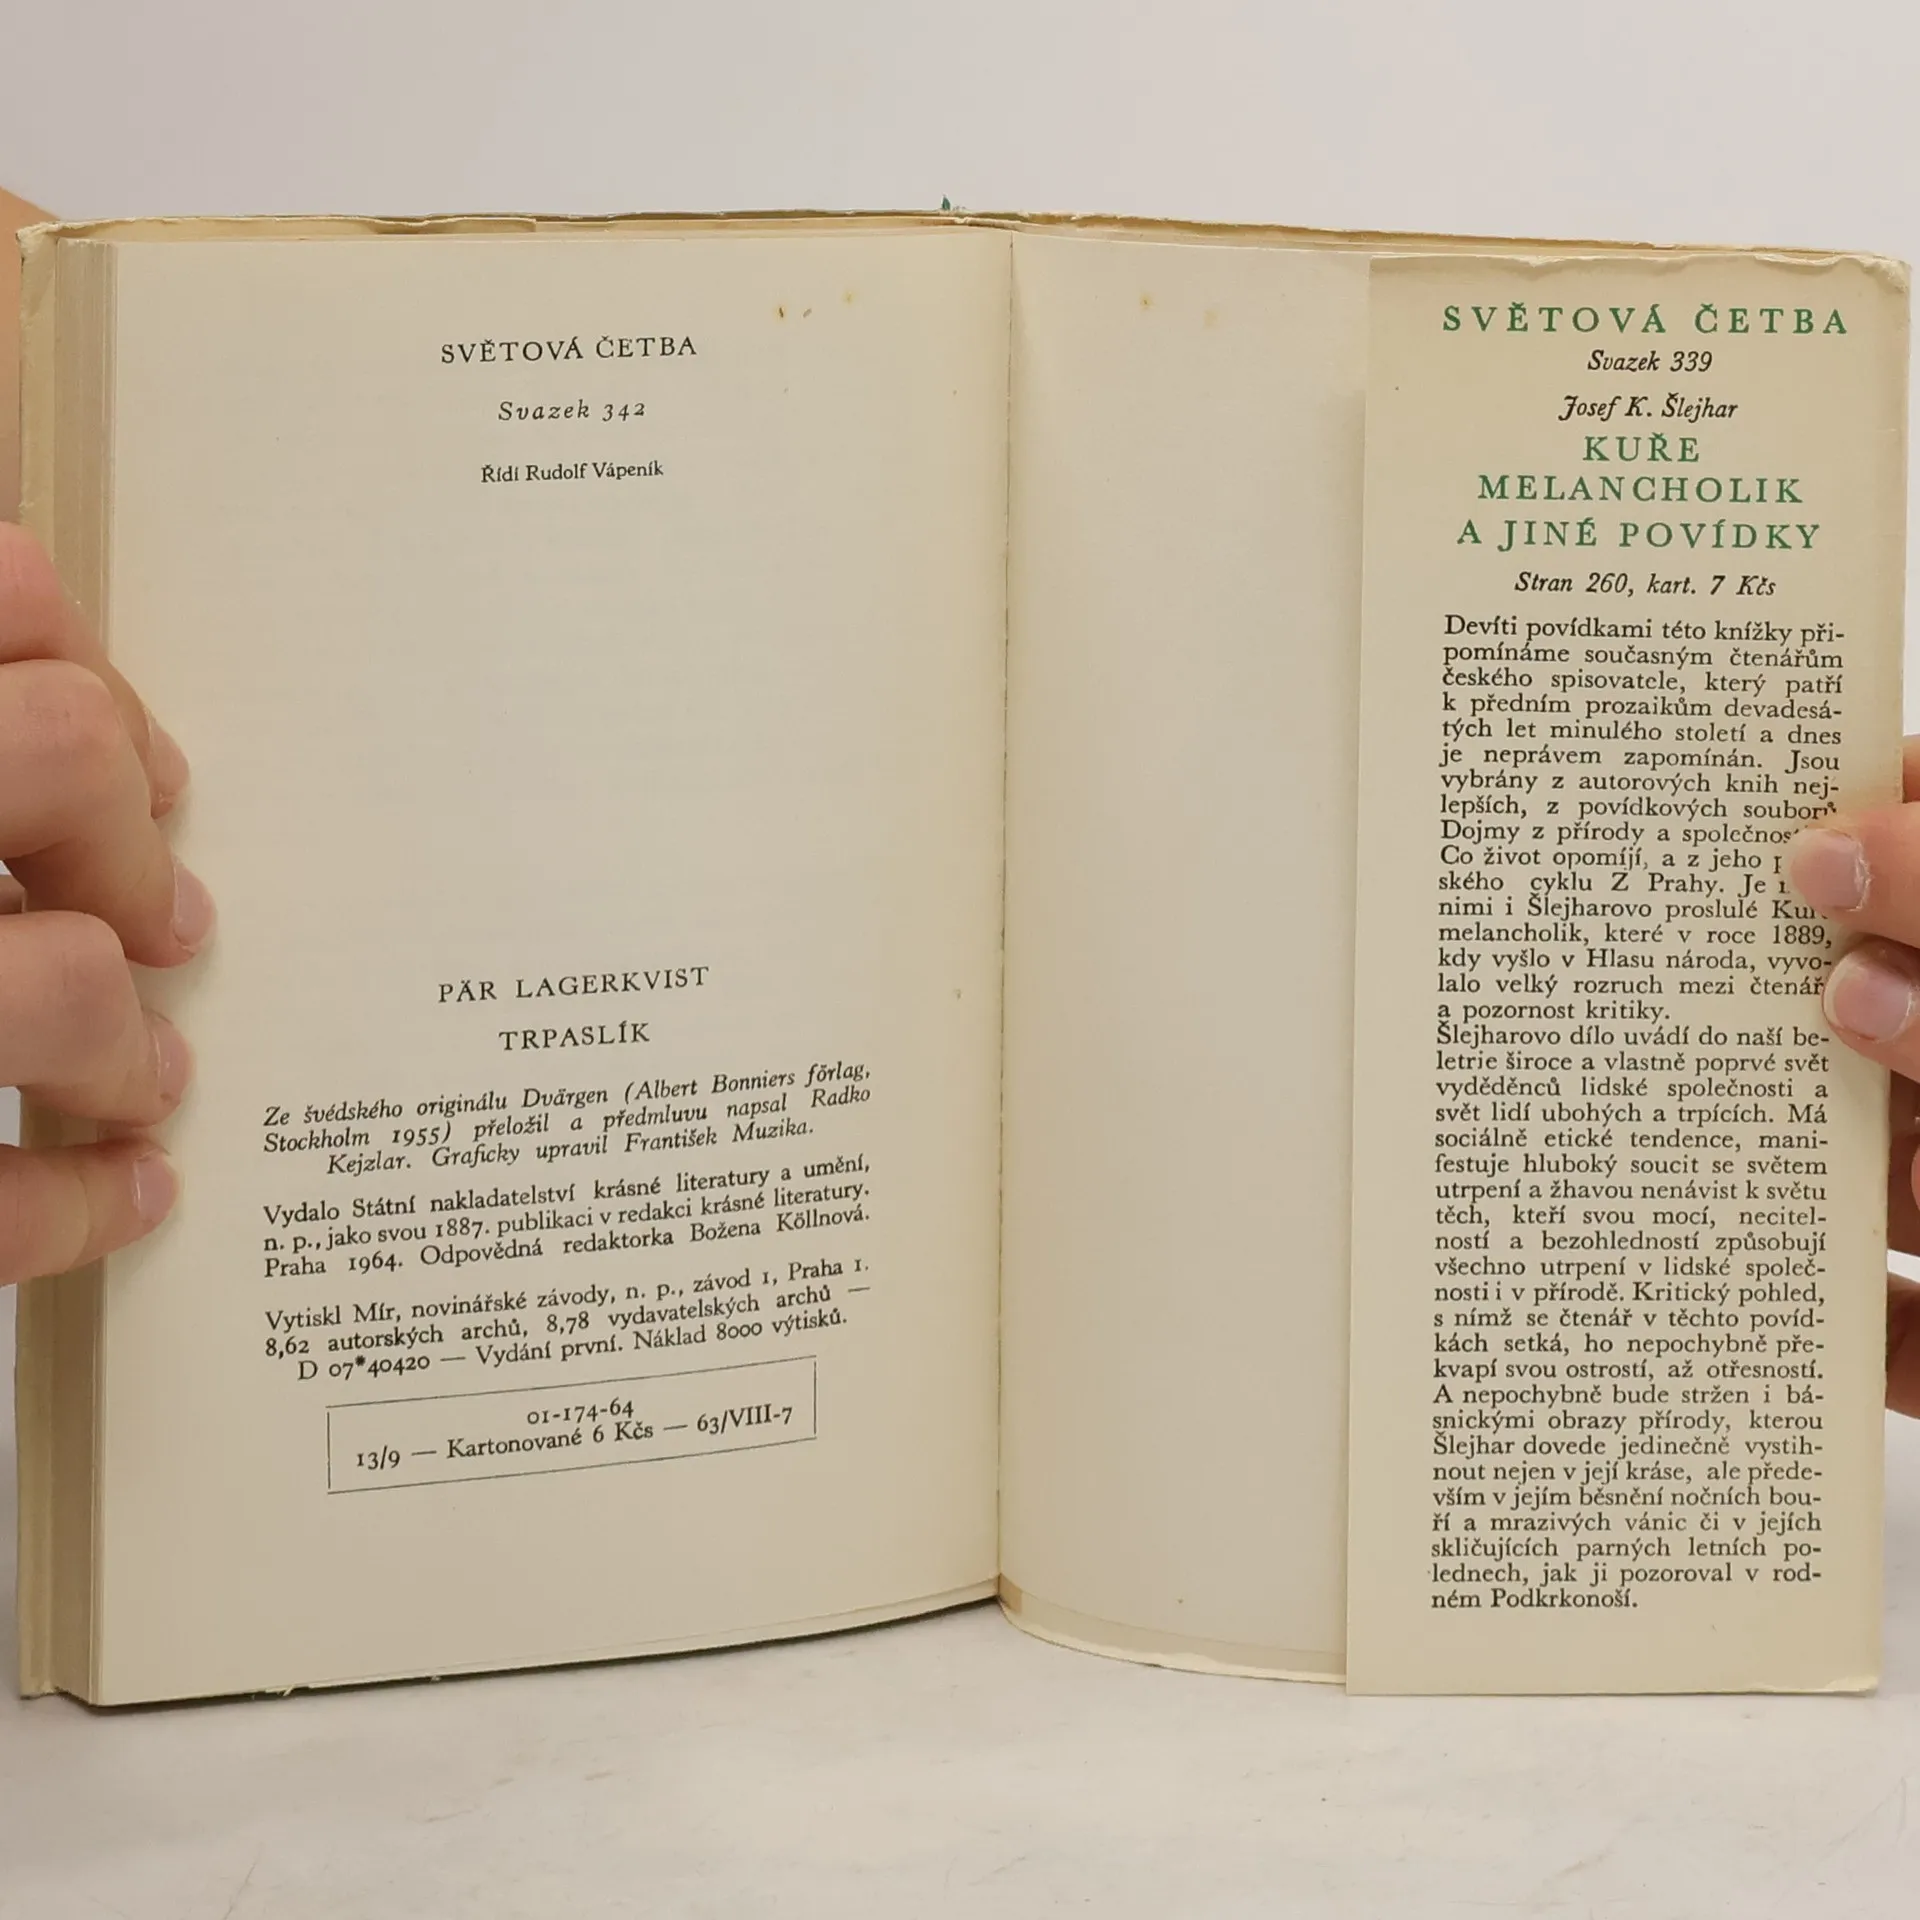 SVĚTOVÁ ČETBA
Svazek 342
Řídí Rudolf Vápeník
PÄR LAGERKVIST
TRPASLÍK
Ze švédského originálu Dvärgen (Albert Bonniers förlag,
Stockholm 1955) přeložil a předmluvu napsal Radko
Kejzlar. Graficky upravil František Muzika.
Vydalo Státní nakladatelství krásné literatury a umění,
n. p., jako svou 1887. publikaci v redakci krásné literatury.
Praha 1964. Odpovědná redaktorka Božena Köllnová.
Vytiskl Mír, novinářské závody, n. p., závod 1, Praha 1.
8,62 autorských archů, 8,78 vydavatelských archů —
D 07*40420 — Vydání první. Náklad 8000 výtisků.
01-174-64
13/9 — Kartonované 6 Kčs — 63/VIII-7
SVĚTOVÁ ČETBA
Svazek 339
Josef K. Šlejhar
KUŘE
MELANCHOLIK
A JINÉ POVÍDKY
Stran 260, kart. 7 Kčs
Devíti povídkami této knížky při-
pomínáme současným čtenářům
českého spisovatele, který patří
k předním prozaikům devadesá-
tých let minulého století a dnes
je neprávem zapomínán. Jsou
vybrány z autorových knih nej-
lepších, z povídkových souborů
Dojmy z přírody a
Co život opomíjí, a z jeho
ského cyklu Z Prahy. Je
nimi i Šlejharovo proslulé
melancholik, které v roce 1889,
kdy vyšlo v Hlasu národa, vyvo-
lalo velký rozruch mezi
a pozornost kritiky.
Šlejharovo dílo uvádí do naší be-
letrie široce a vlastně poprvé svět
vyděděnců lidské společnosti a
svět lidí ubohých a trpících. Má
sociálně etické tendence, mani-
festuje hluboký soucit se světem
utrpení a žhavou nenávist k světu
těch, kteří svou mocí, necitel-
ností a bezohledností způsobují
všechno utrpení v lidské společ-
nosti i v přírodě. Kritický pohled,
s nímž se čtenář v těchto povíd-
kách setká, ho nepochybně pře-
kvapí svou ostrostí, až otřesností.
A nepochybně bude stržen i bá-
snickými obrazy přírody, kterou
Šlejhar dovede jedinečně vystih-
nout nejen v její kráse, ale přede-
vším v jejím běsnění nočních bou-
ří a mrazivých vánic či v jejích
skličujících parných letních po-
lednech, jak ji pozoroval v rod-
ném Podkrkonoší.